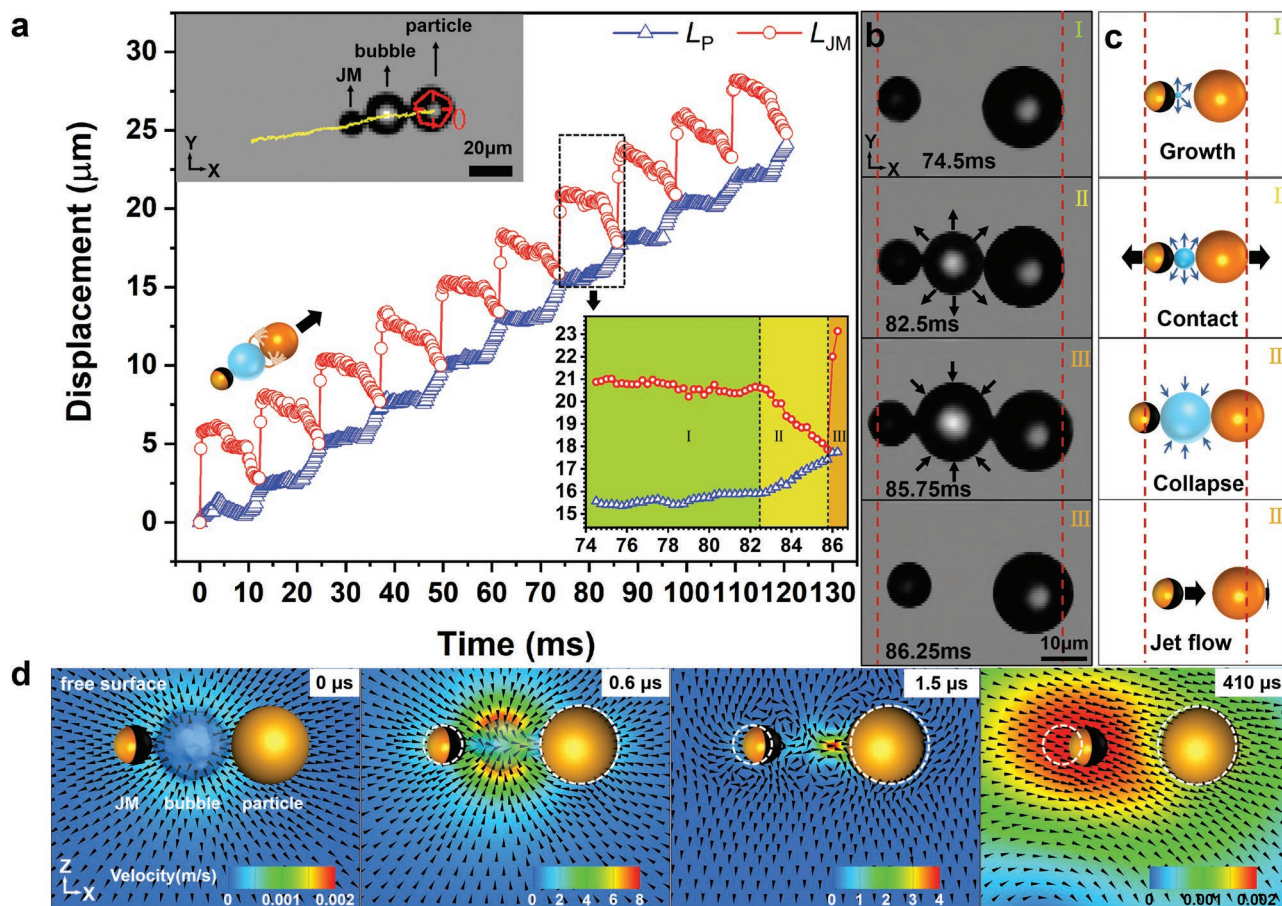 a
30
25
20
15
10
5
0
Displacement (μm)
0 10 20 30 40 50 60 70 80 90 100 110 120 130
Time (ms)
LP LJM
JM
bubble
particle
0
Y
X
20μm
23
22
21
20
19
18
17
16
15
14
74 76 78 80 82 84 86
I
II
III
b
I
Y
X
74.5ms
II
82.5ms
III
85.75ms
III
86.25ms
10μm
c
Growth
Contact
Collapse
Jet flow
d
free surface
0 μs
JM bubble particle
Z
X
Velocity(m/s)
0 0.001 0.002
0.6 μs
0 2 4 6 8
1.5 μs
0 1 2 3 4
410 μs
0 0.001 0.002